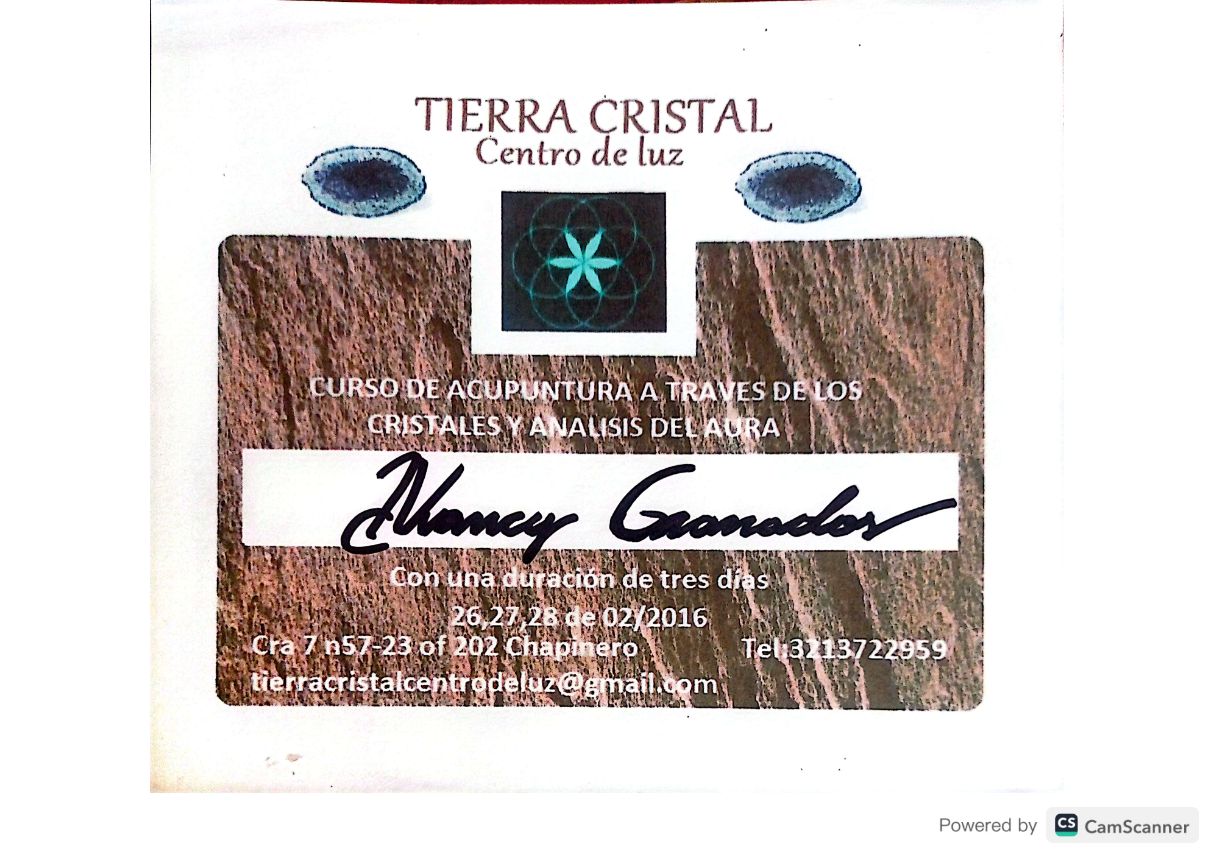 TIERRA CRISTAL
Centro de luz
CURSO DE ACUPUNTURA A TRAVES DE LOS
CRISTALES Y ANALISIS DEL AURA
Nancy Granados
Con una duración de tres días
26,27,28 de 02/2016
Cra 7 n57-23 of 202 Chapinero Tel:3213722959
tierracristalcentrodeluz@gmail.com
Powered by CS CamScanner